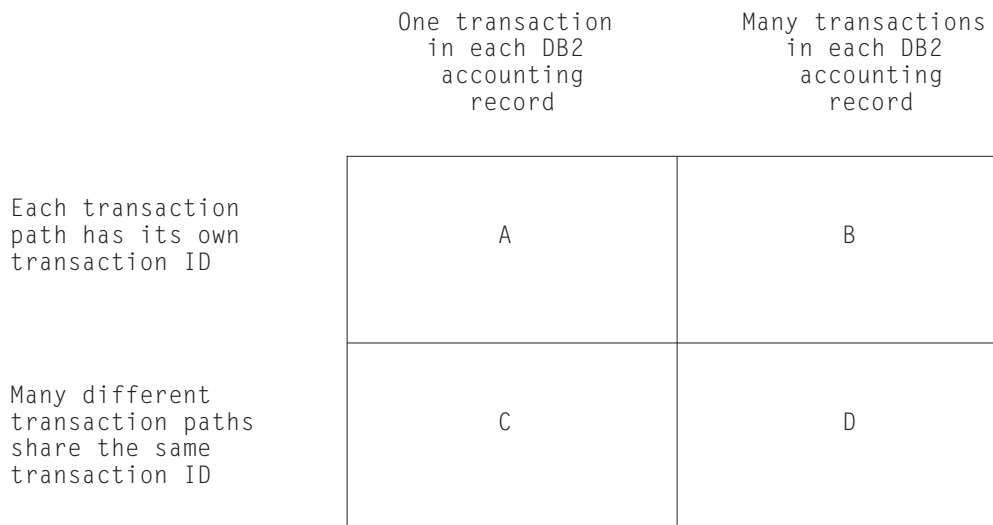 One transaction
in each DB2
accounting
record
Many transactions
in each DB2
accounting
record
Each transaction
path has its own
transaction ID
A
B
Many different
transaction paths
share the same
transaction ID
C
D